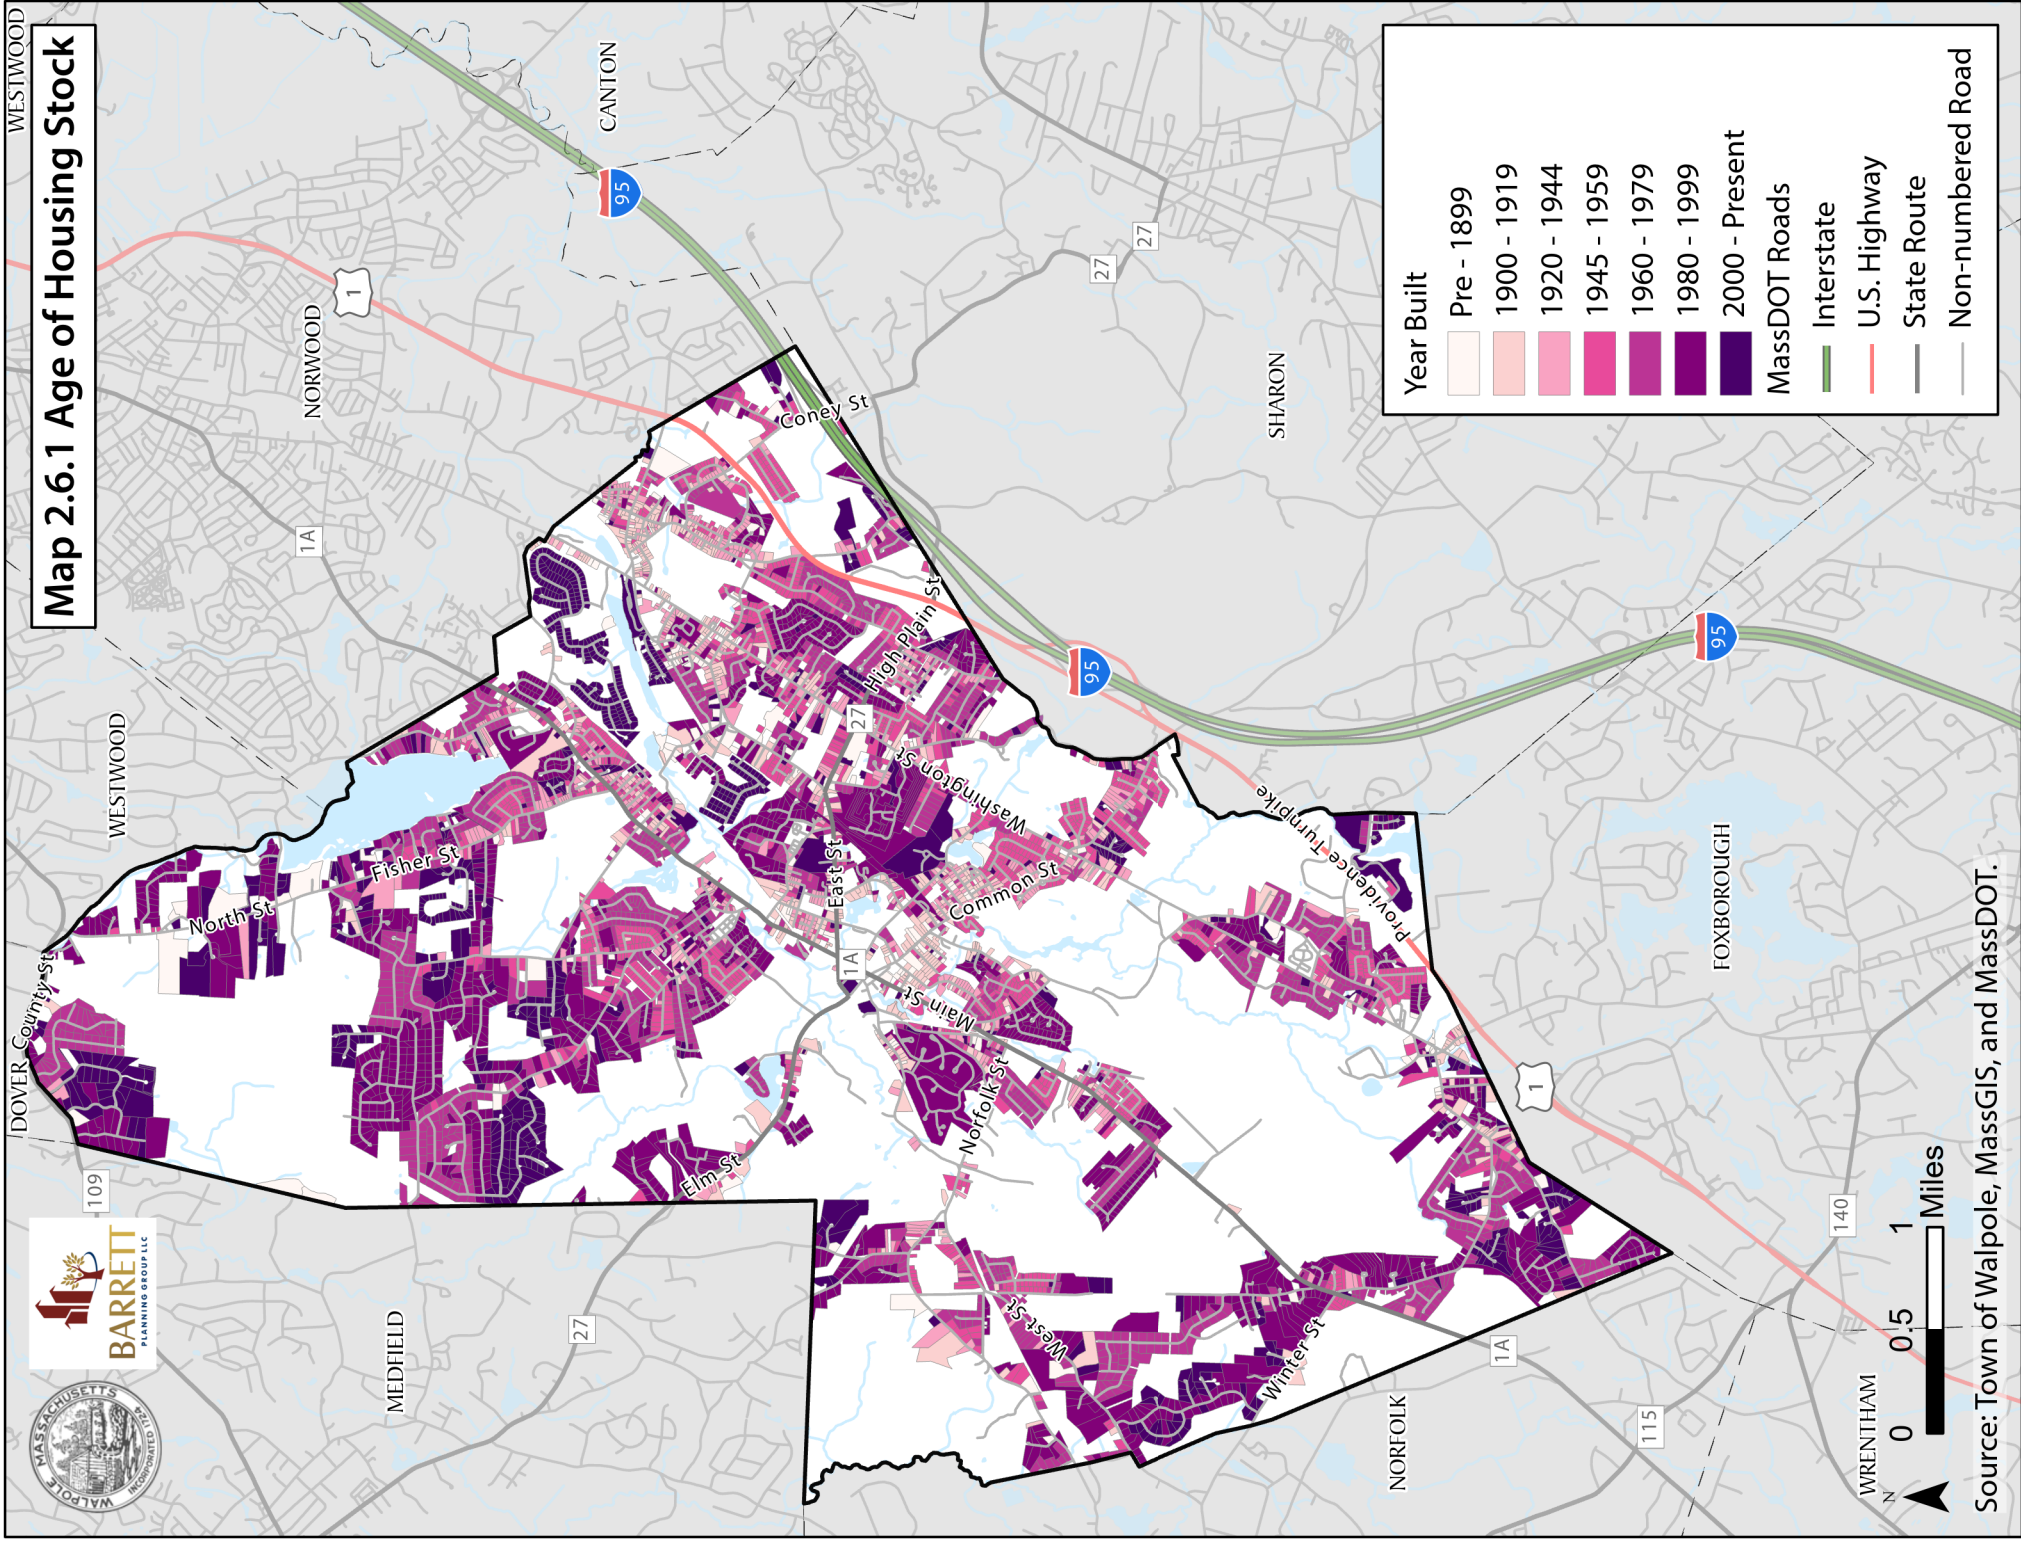 Map 2.6.1 Age of Housing Stock
WESTWOOD
CANTON
NORWOOD
WESTWOOD
SHARON
DOVER
MEDFIELD
FOXBOROUGH
NORFOLK
WRENTHAM
95
95
95
1
1
1A
1A
1A
27
27
27
27
109
140
115
Coney St
High Plain St
Washington St
East St
Common St
Fisher St
North St
County St
Main St
Norfolk St
Elm St
West St
Winter St
Providence Turnpike
Year Built
Pre - 1899
1900 - 1919
1920 - 1944
1945 - 1959
1960 - 1979
1980 - 1999
2000 - Present
MassDOT Roads
Interstate
U.S. Highway
State Route
Non-numbered Road
WALPOLE MASSACHUSETTS
INCORPORATED 1724
BARRETT
PLANNING GROUP LLC
N
0 0.5 1
Miles
Source: Town of Walpole, MassGIS, and MassDOT.